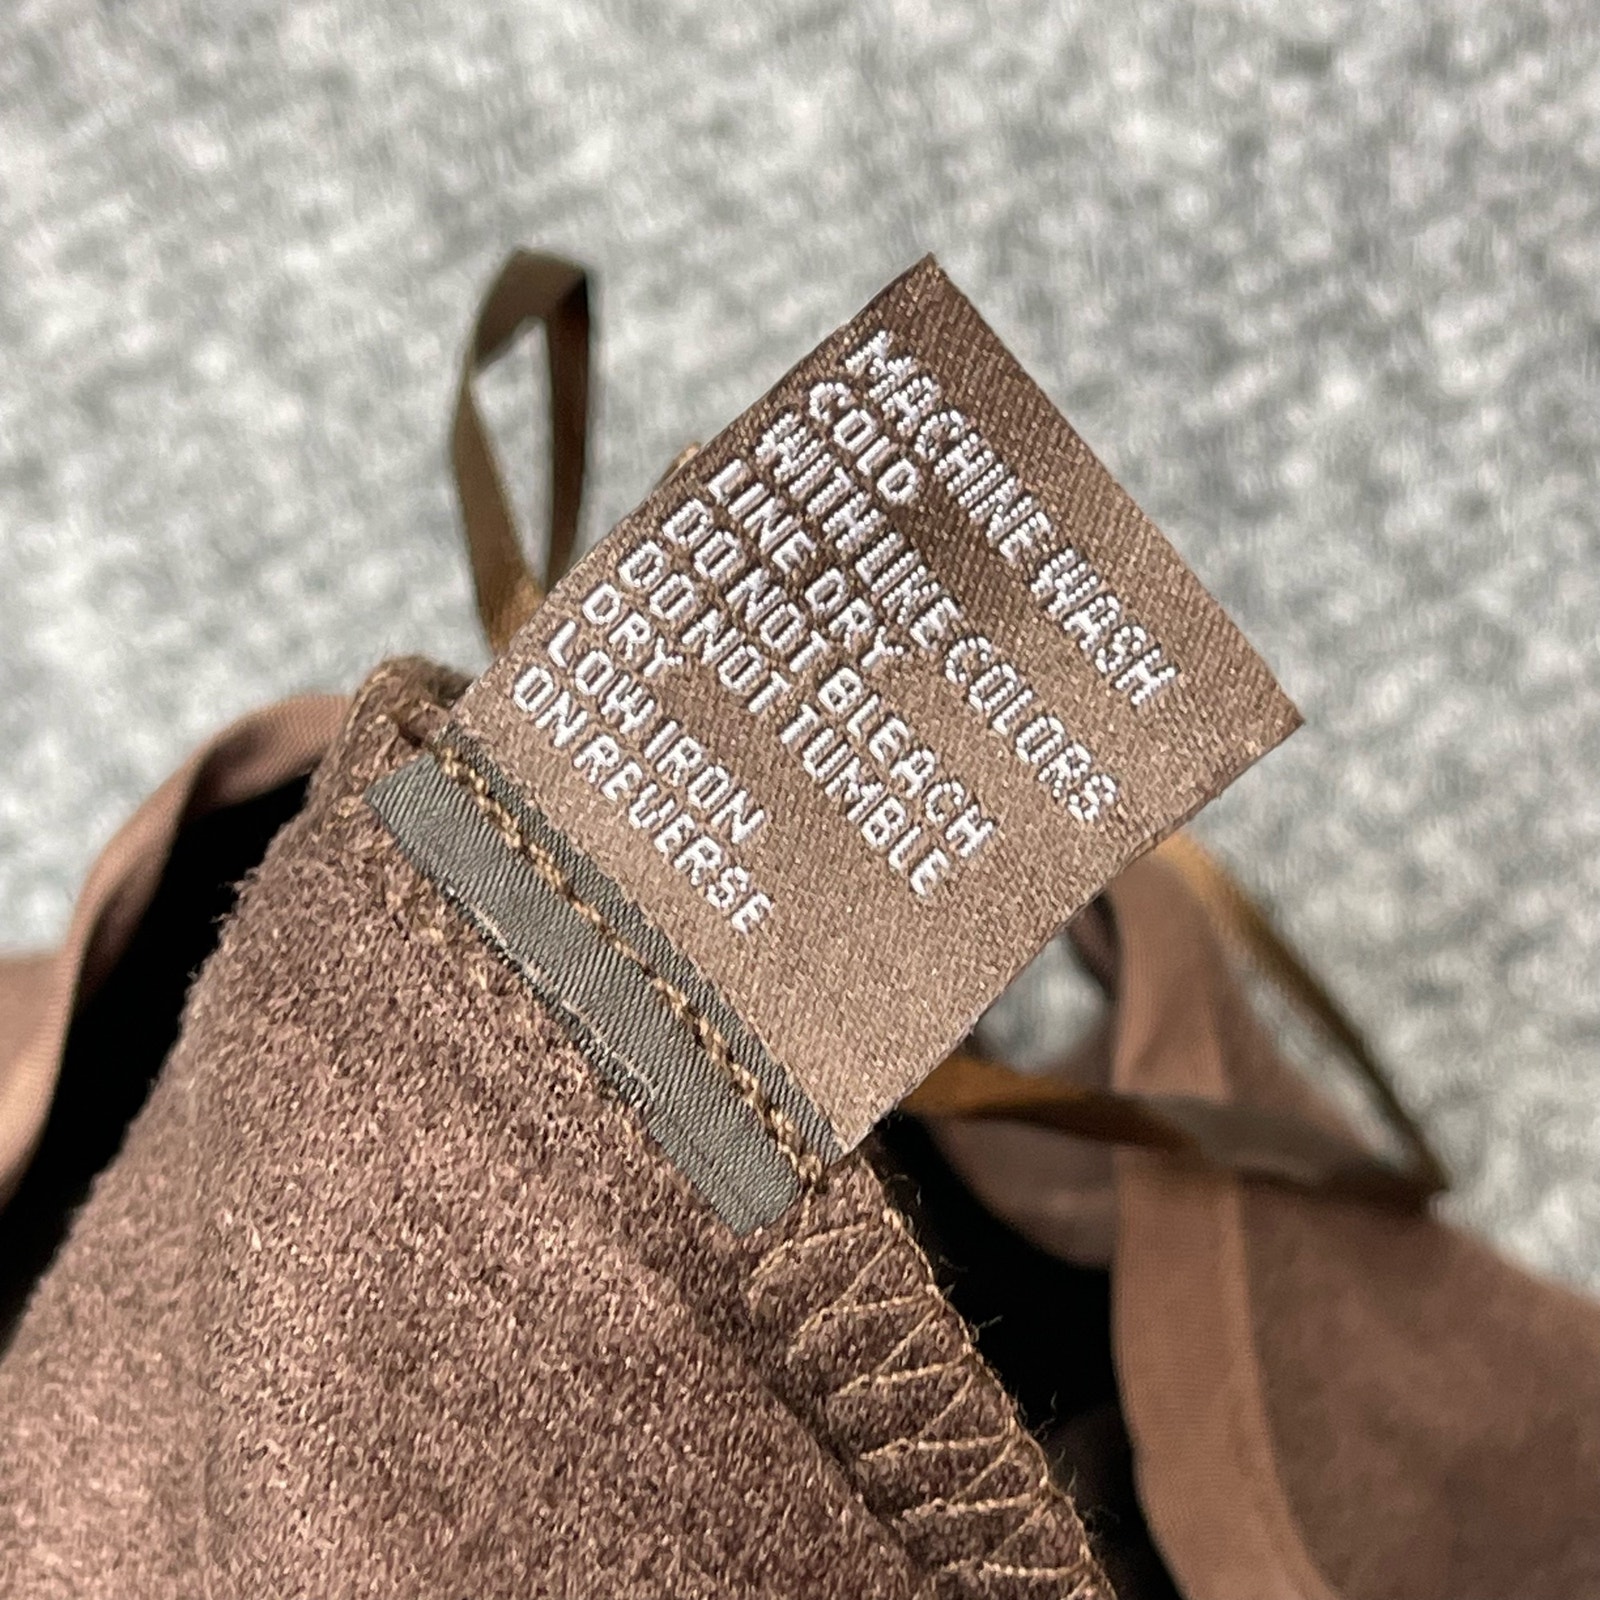 MACHINE WASH
COLD
WITH LIKE COLORS
LINE DRY
DO NOT BLEACH
DO NOT TUMBLE
DRY
LOW IRON
ON REVERSE